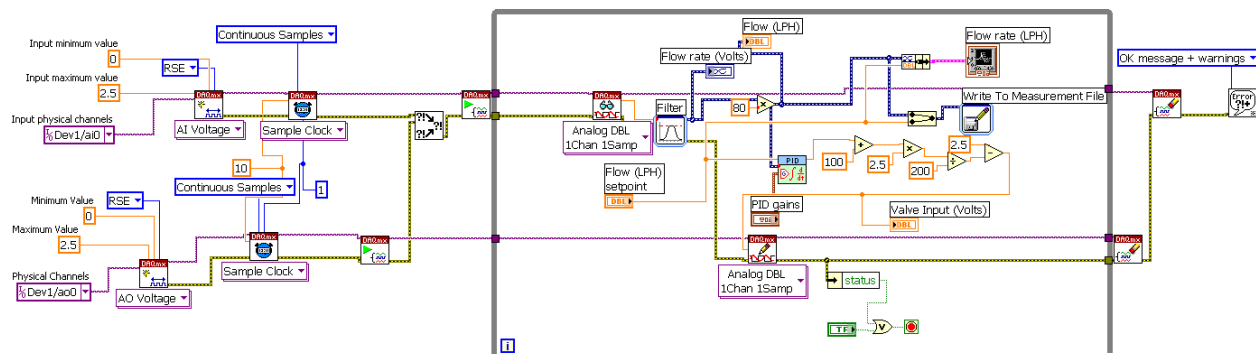 Continuous Samples
Input minimum value
0
RSE
Input maximum value
2.5
Input physical channels
Dev1/ai0
DAQmx
AI Voltage
DAQmx
Sample Clock
10
Continuous Samples
1
Minimum Value
0
RSE
Maximum Value
2.5
Physical Channels
Dev1/ao0
DAQmx
AO Voltage
DAQmx
Sample Clock
DAQmx
DAQmx
?!
?!
?!
DAQmx
Analog DBL
1Chan 1Samp
Filter
Flow (LPH)
DBL
Flow rate (Volts)
80
Flow rate (LPH)
DBL
Write To Measurement File
PID
100
2.5
200
2.5
Flow (LPH)
setpoint
DBL
PID gains
Valve Input (Volts)
DBL
DAQmx
Analog DBL
1Chan 1Samp
status
TF
V
i
DAQmx
DAQmx
OK message + warnings
Error
?!